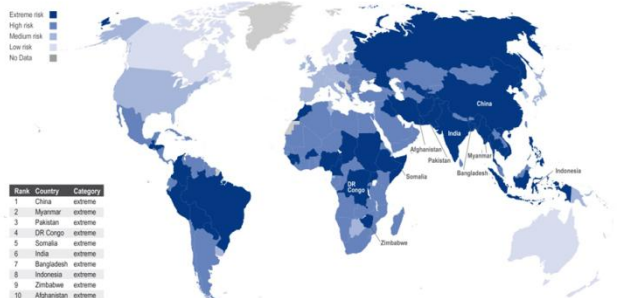 Extreme risk
High risk
Medium risk
Low risk
No Data
China
India
Afghanistan
Pakistan
Myanmar
Bangladesh
Indonesia
Somalia
DR
Congo
Zimbabwe
Rank Country Category
1 China extreme
2 Myanmar extreme
3 Pakistan extreme
4 DR Congo extreme
5 Somalia extreme
6 India extreme
7 Bangladesh extreme
8 Indonesia extreme
9 Zimbabwe extreme
10 Afghanistan extreme